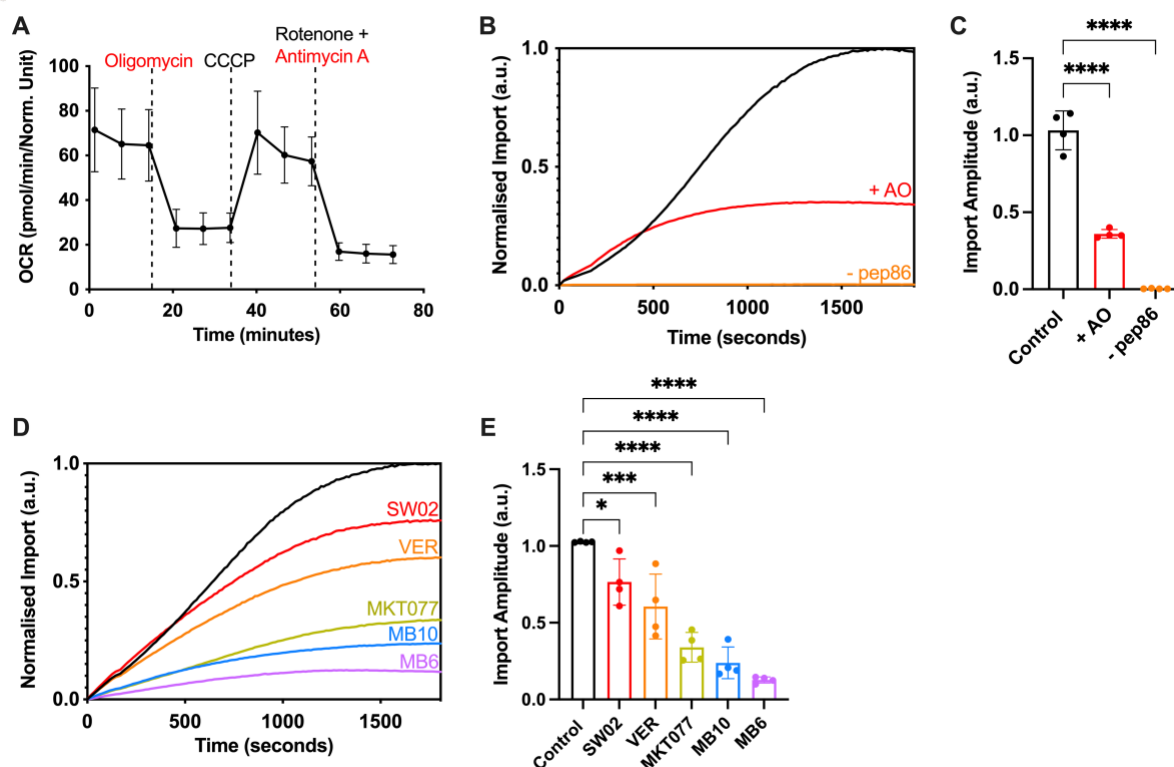 A
Oligomycin
CCCP
Rotenone +
Antimycin A
OCR (pmol/min/Norm. Unit)
100
80
60
40
20
0
0 20 40 60 80
Time (minutes)
B
Normalised Import (a.u.)
1.0
0.5
0.0
+ AO
- pep86
0 500 1000 1500
Time (seconds)
C
****
****
Import Amplitude (a.u.)
1.5
1.0
0.5
0.0
Control
+ AO
- pep86
D
Normalised Import (a.u.)
1.0
0.5
0.0
SW02
VER
MKT077
MB10
MB6
0 500 1000 1500
Time (seconds)
E
****
****
****
***
*
Import Amplitude (a.u.)
1.5
1.0
0.5
0.0
Control
SW02
VER
MKT077
MB10
MB6